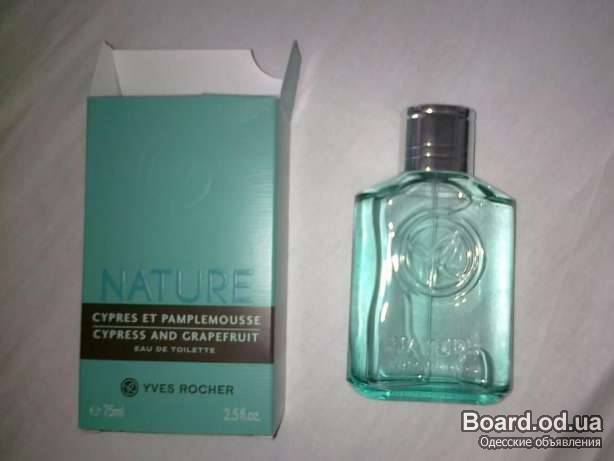 NATURE
CYPRES ET PAMPLEMOUSSE
CYPRESS AND GRAPEFRUIT
EAU DE TOILETTE
YVES ROCHER
e 75ml 2.5 fl.oz.
NATURE
Board.od.ua
Одесские объявления